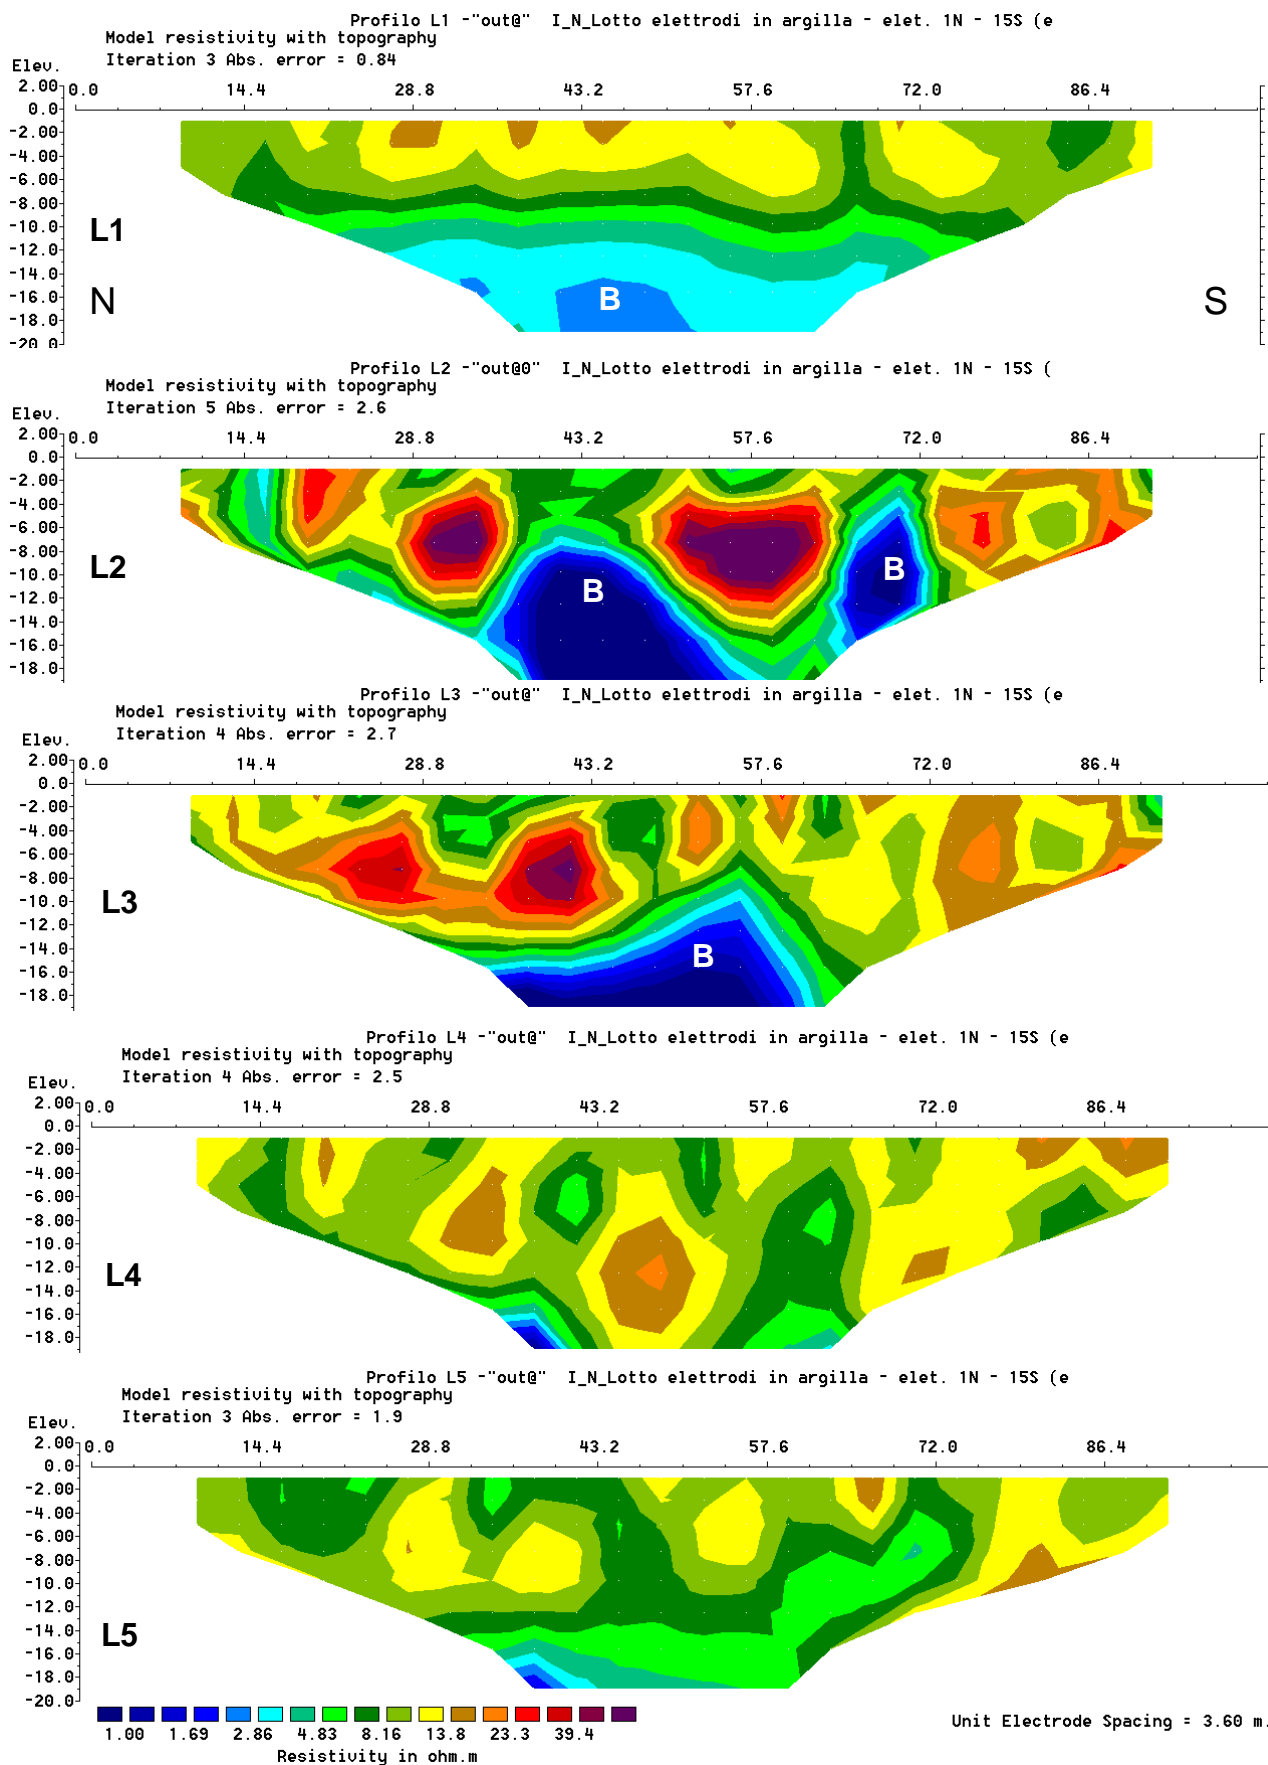 Profilo L1 -"out@" I_N_Lotto elettrodi in argilla - elet. 1N - 15S (e
Model resistivity with topography
Iteration 3 Abs. error = 0.84
Elev.
0.0 14.4 28.8 43.2 57.6 72.0 86.4
2.00
0.0
-2.00
-4.00
-6.00
-8.00
-10.0
-12.0
-14.0
-16.0
-18.0
-20.0
L1
N
B
S
Profilo L2 -"out@0" I_N_Lotto elettrodi in argilla - elet. 1N - 15S (
Model resistivity with topography
Iteration 5 Abs. error = 2.6
Elev.
0.0 14.4 28.8 43.2 57.6 72.0 86.4
2.00
0.0
-2.00
-4.00
-6.00
-8.00
-10.0
-12.0
-14.0
-16.0
-18.0
L2
B
B
Profilo L3 -"out@" I_N_Lotto elettrodi in argilla - elet. 1N - 15S (e
Model resistivity with topography
Iteration 4 Abs. error = 2.7
Elev.
0.0 14.4 28.8 43.2 57.6 72.0 86.4
2.00
0.0
-2.00
-4.00
-6.00
-8.00
-10.0
-12.0
-14.0
-16.0
-18.0
L3
B
Profilo L4 -"out@" I_N_Lotto elettrodi in argilla - elet. 1N - 15S (e
Model resistivity with topography
Iteration 4 Abs. error = 2.5
Elev.
0.0 14.4 28.8 43.2 57.6 72.0 86.4
2.00
0.0
-2.00
-4.00
-6.00
-8.00
-10.0
-12.0
-14.0
-16.0
-18.0
L4
Profilo L5 -"out@" I_N_Lotto elettrodi in argilla - elet. 1N - 15S (e
Model resistivity with topography
Iteration 3 Abs. error = 1.9
Elev.
0.0 14.4 28.8 43.2 57.6 72.0 86.4
2.00
0.0
-2.00
-4.00
-6.00
-8.00
-10.0
-12.0
-14.0
-16.0
-18.0
-20.0
L5
1.00 1.69 2.86 4.83 8.16 13.8 23.3 39.4
Resistivity in ohm.m
Unit Electrode Spacing = 3.60 m.